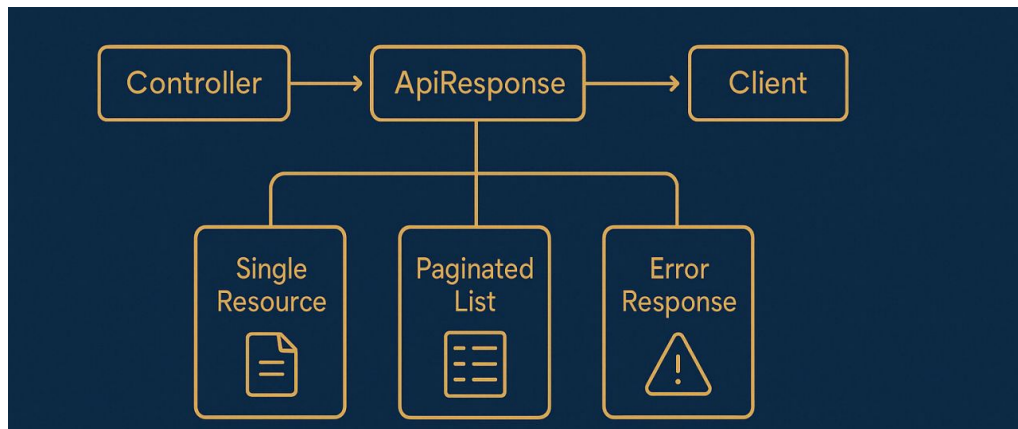 Controller
ApiResponse
Client
Single
Resource
Paginated
List
Error
Response